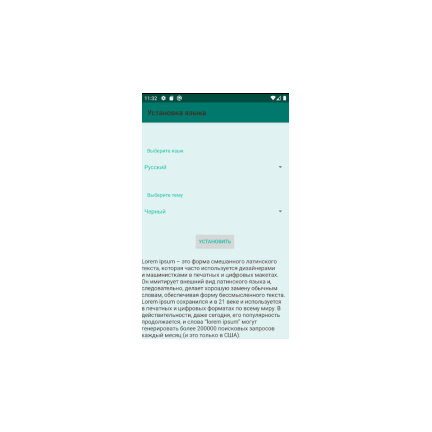 11:32
Установка языка
Выберите язык
Русский
Выберите тему
Черный
УСТАНОВИТЬ
Lorem ipsum – это форма смешанного латинского
текста, которая часто используется дизайнерами
и машинистками в печатных и цифровых макетах.
Он имитирует внешний вид латинского языка и,
следовательно, делает хорошую замену обычным
словам, обеспечивая форму бессмысленного текста.
Lorem ipsum сохранился и в 21 веке и используется
в печатных и цифровых форматах по всему миру. В
действительности, даже сегодня, его популярность
продолжается, и слова "lorem ipsum" могут
генерировать более 200000 поисковых запросов
каждый месяц (и это только в США).